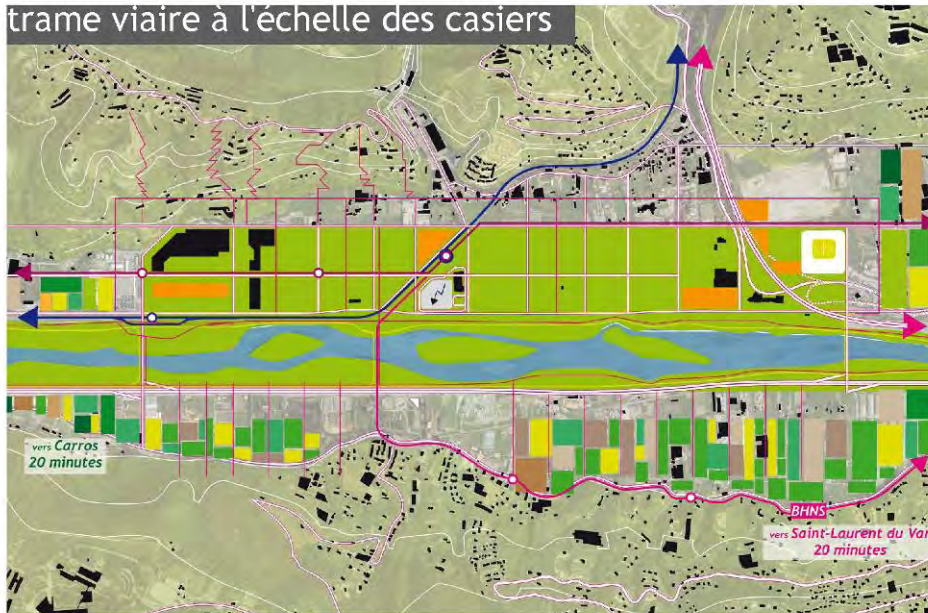 trame viaire à l'échelle des casiers
vers Carros
20 minutes
BHNS
vers Saint-Laurent du Var
20 minutes